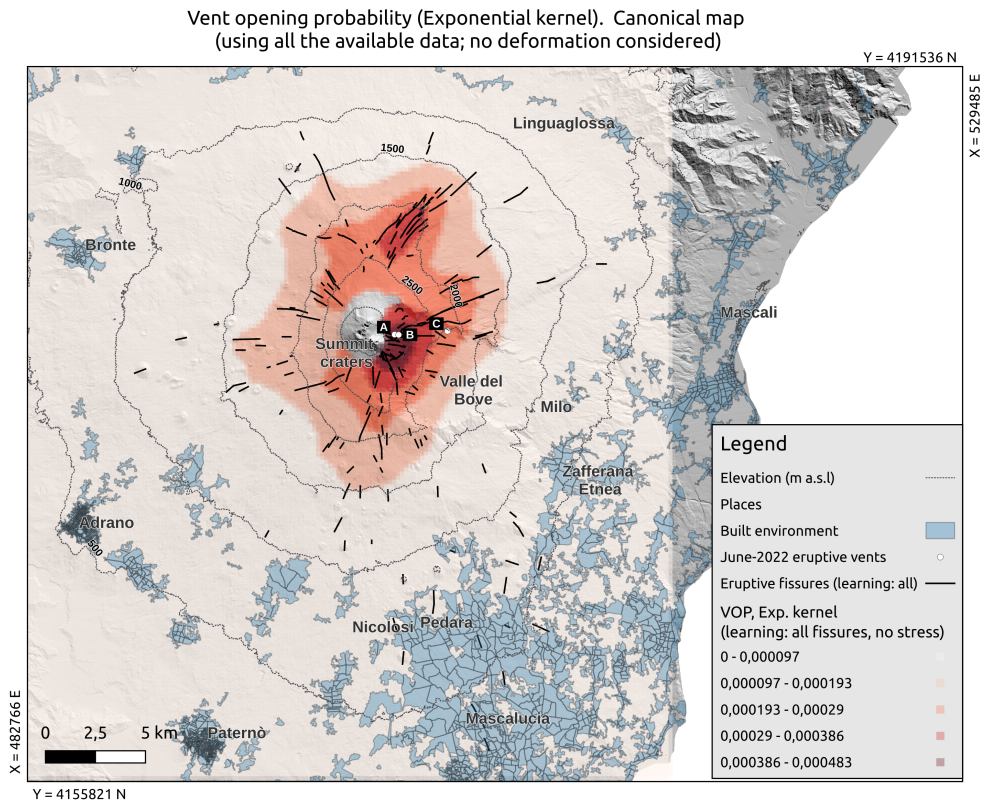 Vent opening probability (Exponential kernel).  Canonical map
(using all the available data; no deformation considered)
Y = 4191536 N
X = 529485 E
Linguaglossa
1500
1000
Bronte
2500
2000
Mascali
A
B
C
Summit
craters
Valle del
Bove
Milo
Zafferana
Etnea
Adrano
500
Nicolosi
Pedara
Mascalucia
Paternò
0 2,5 5 km
X = 482766 E
Y = 4155821 N
Legend
Elevation (m a.s.l)
Places
Built environment
June-2022 eruptive vents
Eruptive fissures (learning: all)
VOP, Exp. kernel
(learning: all fissures, no stress)
0 - 0,000097
0,000097 - 0,000193
0,000193 - 0,00029
0,00029 - 0,000386
0,000386 - 0,000483